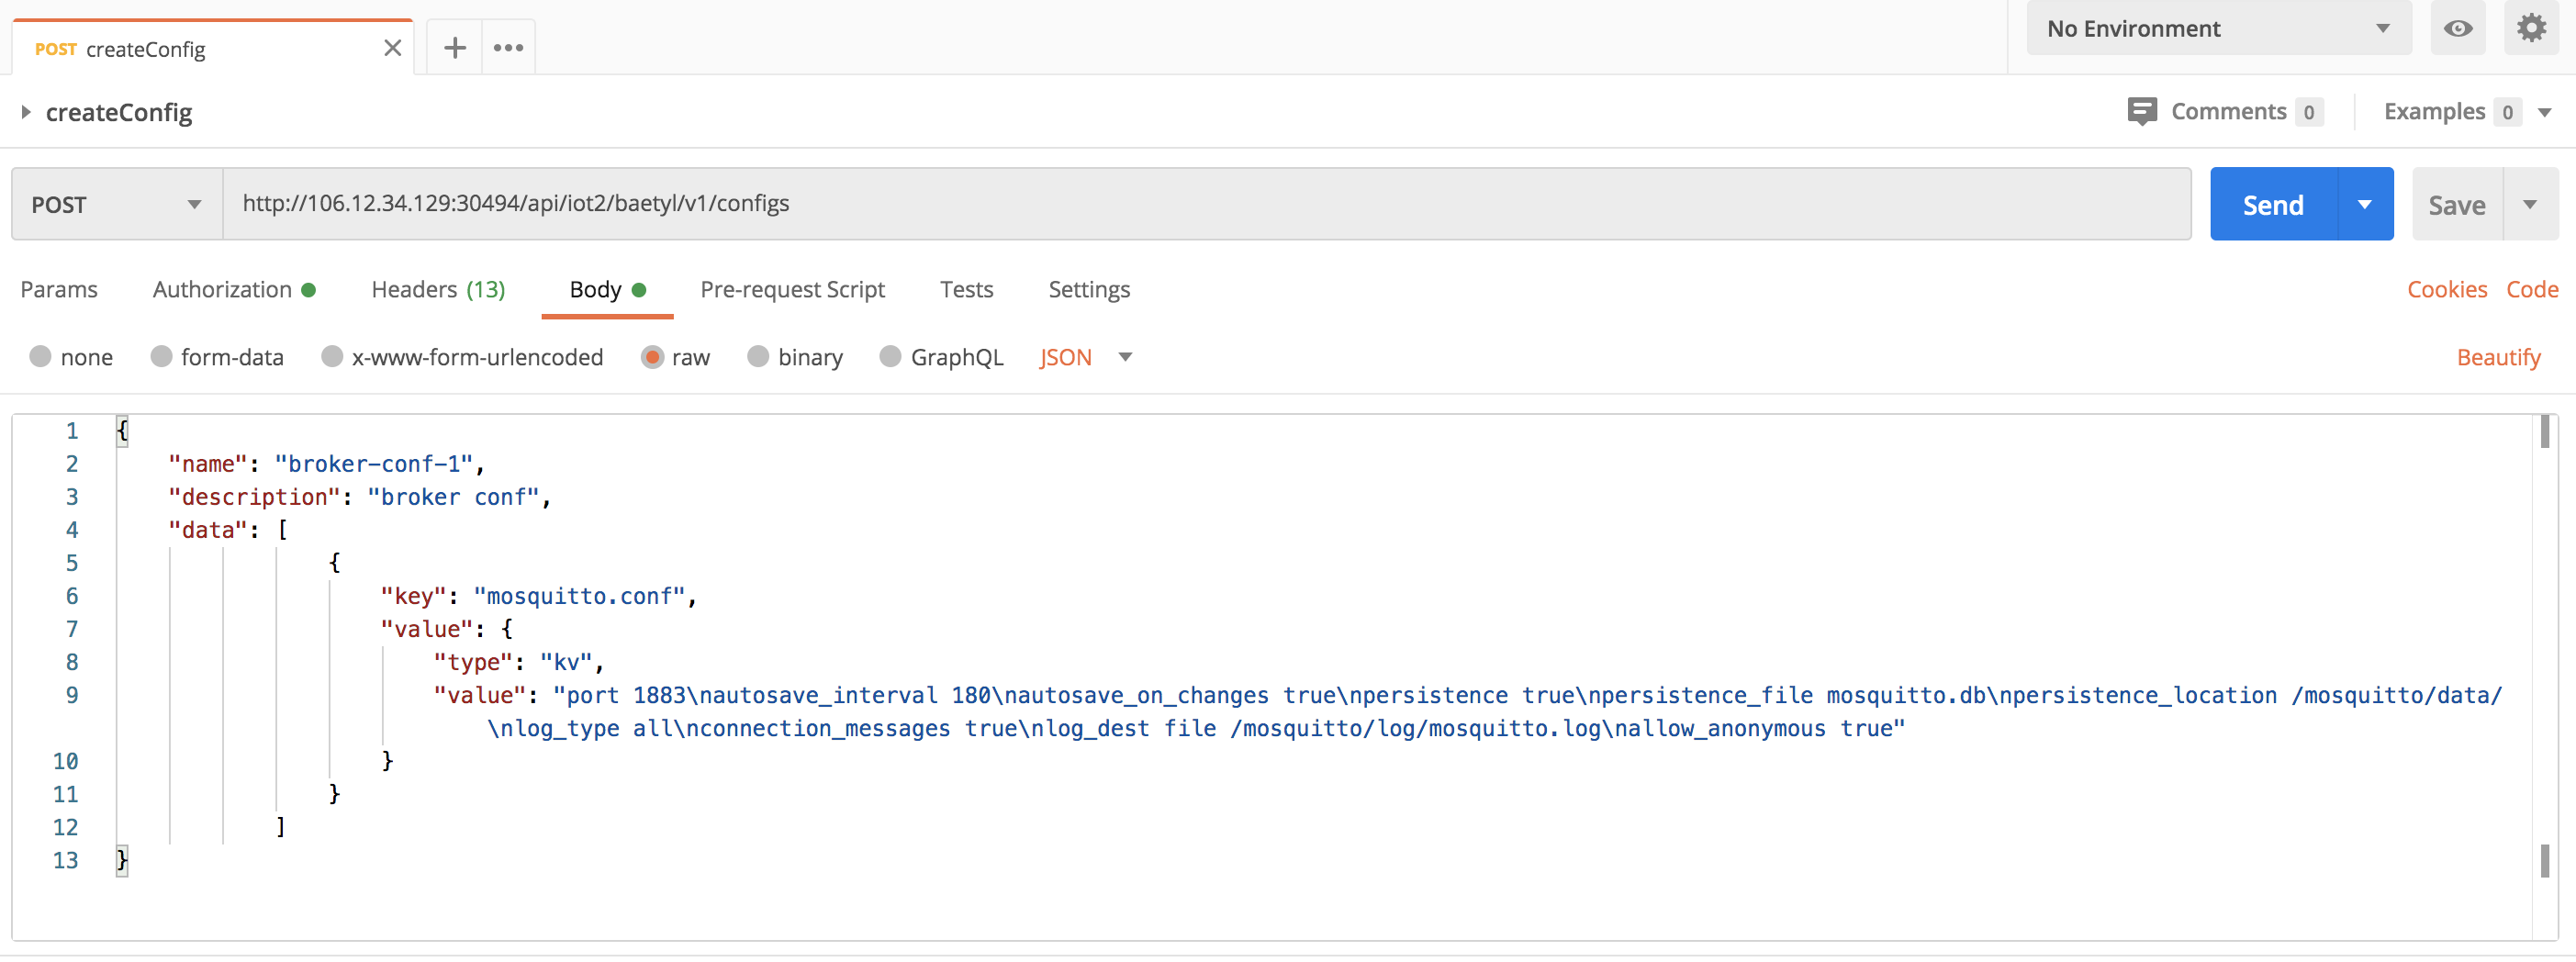 POST createConfig
No Environment
createConfig
Comments 0 Examples 0
POST http://106.12.34.129:30494/api/iot2/baetyl/v1/configs Send Save
Params Authorization Headers (13) Body Pre-request Script Tests Settings Cookies Code
none form-data x-www-form-urlencoded raw binary GraphQL JSON Beautify
1 {
2 "name": "broker-conf-1",
3 "description": "broker conf",
4 "data": [
5 {
6 "key": "mosquitto.conf",
7 "value": {
8 "type": "kv",
9 "value": "port 1883\nautosave_interval 180\nautosave_on_changes true\npersistence true\npersistence_file mosquitto.db\npersistence_location /mosquitto/data/
\nlog_type all\nconnection_messages true\nlog_dest file /mosquitto/log/mosquitto.log\nallow_anonymous true"
10 }
11 }
12 ]
13 }